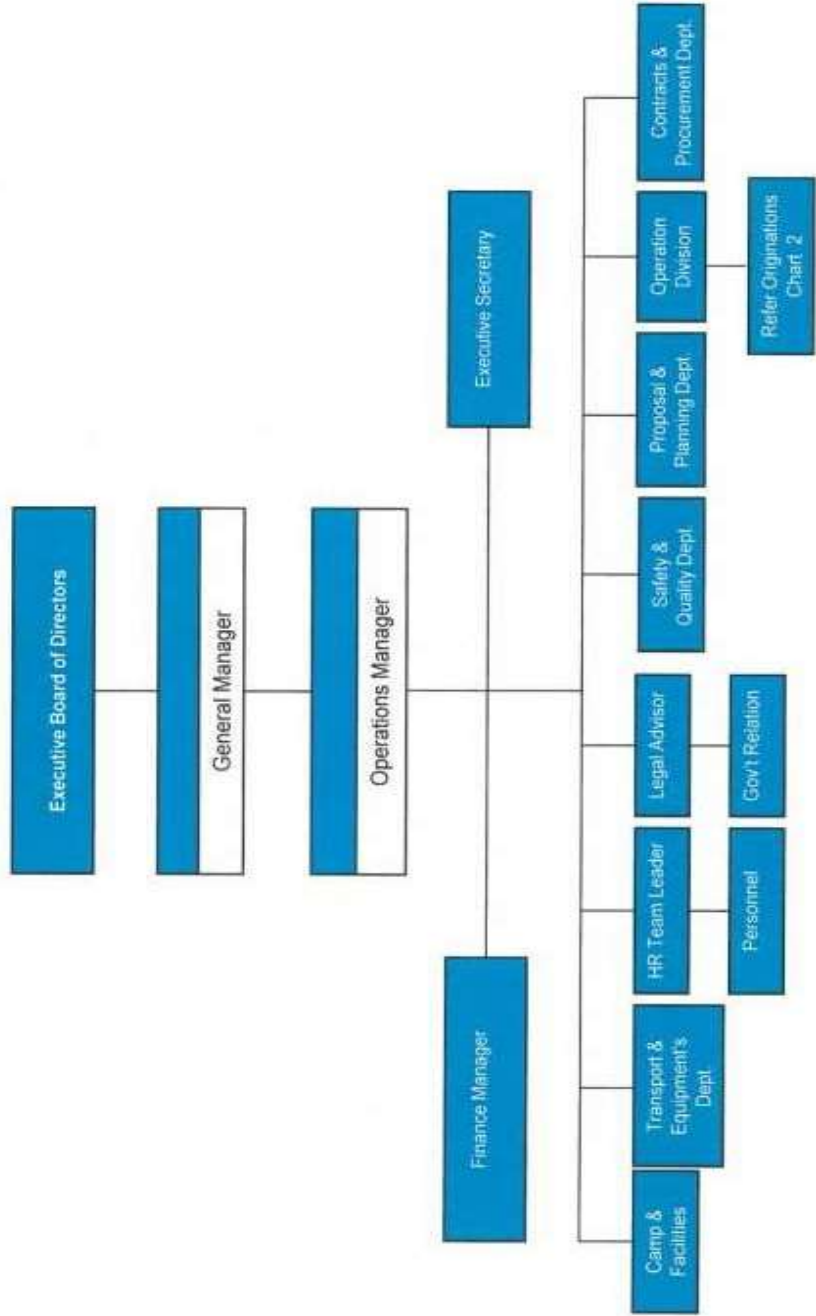 Executive Board of Directors
General Manager
Operations Manager
Finance Manager
Executive Secretary
Camp &
Facilities
Transport &
Equipment's
Dept
HR Team Leader
Legal Advisor
Safety &
Quality Dept.
Proposal &
Planning Dept.
Operation
Division
Contracts &
Procurement Dept.
Personnel
Gov't Relation
Refer Originations
Chart 2